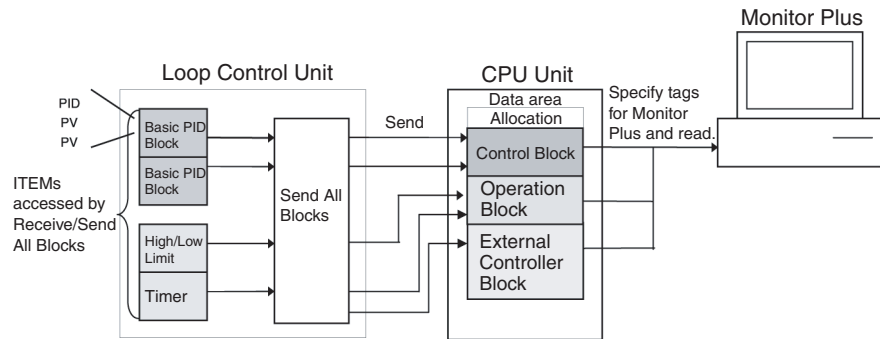 Monitor Plus
Loop Control Unit
CPU Unit
PID
PV
PV
Basic PID
Block
Basic PID
Block
ITEMs
accessed by
Receive/Send
All Blocks
High/Low
Limit
Timer
Send All
Blocks
Send
Data area
Allocation
Control Block
Operation
Block
External
Controller
Block
Specify tags
for Monitor
Plus and read.